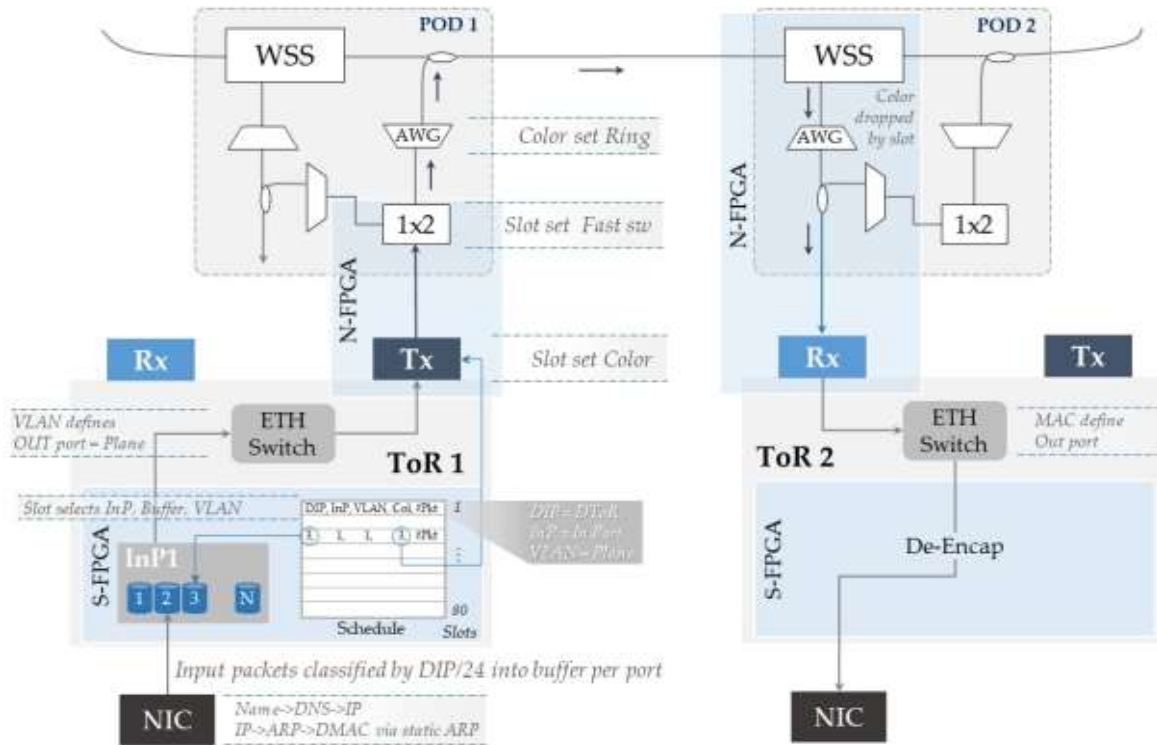 POD 1
POD 2
WSS
WSS
Color
dropped
by slot
AWG
Color set Ring
AWG
N-FPGA
1x2
Slot set Fast sw
1x2
N-FPGA
Rx
Tx
Slot set Color
Rx
Tx
VLAN defines
OUT port = Plane
ETH
Switch
ETH
Switch
MAC define
Out port
ToR 1
ToR 2
Slot selects InP, Buffer, VLAN
DIP, InP, VLAN, Col, #Pkt
1
DIP = DToR
InP = In Port
VLAN = Plane
3, 1, 1, 3, #Pkt
S-FPGA
InP1
1 2 3 N
80
Schedule
Slots
S-FPGA
De-Encap
Input packets classified by DIP/24 into buffer per port
NIC
Name->DNS->IP
IP->ARP->DMAC via static ARP
NIC